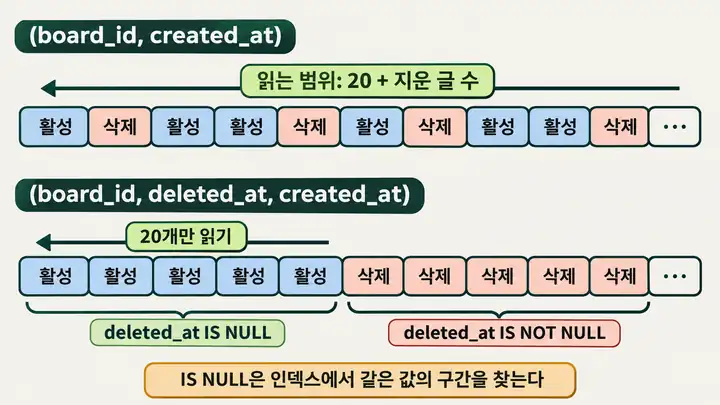 (board_id, created_at)
읽는 범위: 20 + 지운 글 수
활성 삭제 활성 활성 삭제 활성 삭제 활성 활성 삭제 ...
(board_id, deleted_at, created_at)
20개만 읽기
활성 활성 활성 활성 활성 삭제 삭제 삭제 삭제 삭제 ...
deleted_at IS NULL deleted_at IS NOT NULL
IS NULL은 인덱스에서 같은 값의 구간을 찾는다